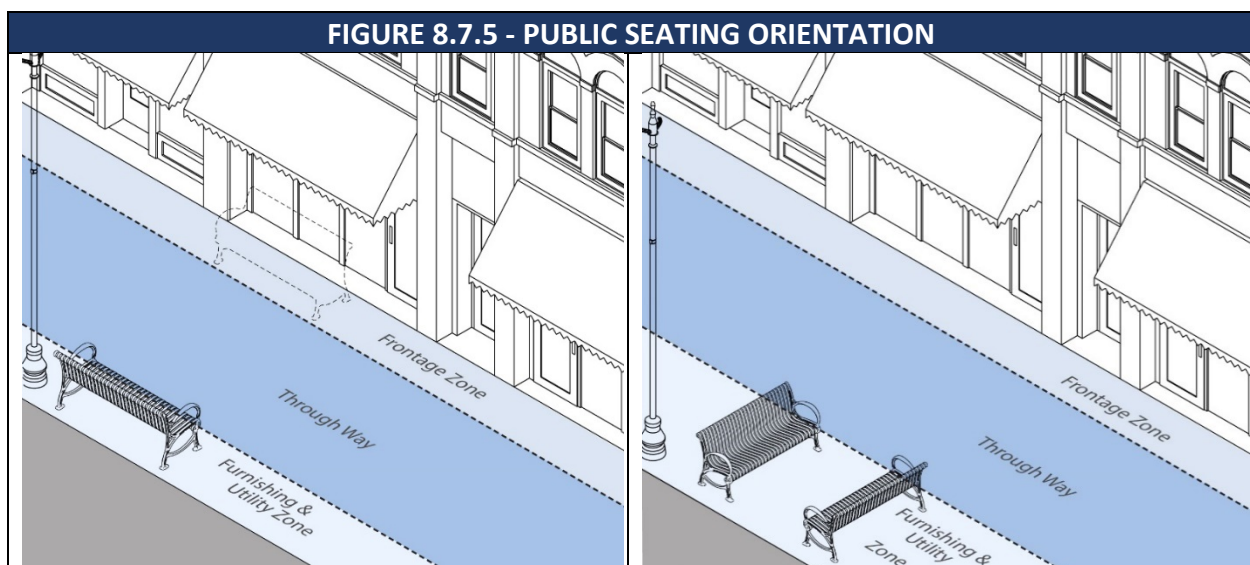 FIGURE 8.7.5 - PUBLIC SEATING ORIENTATION
Frontage Zone
Through Way
Furnishing &
Utility Zone
Frontage Zone
Through Way
Furnishing &
Utility
Zone